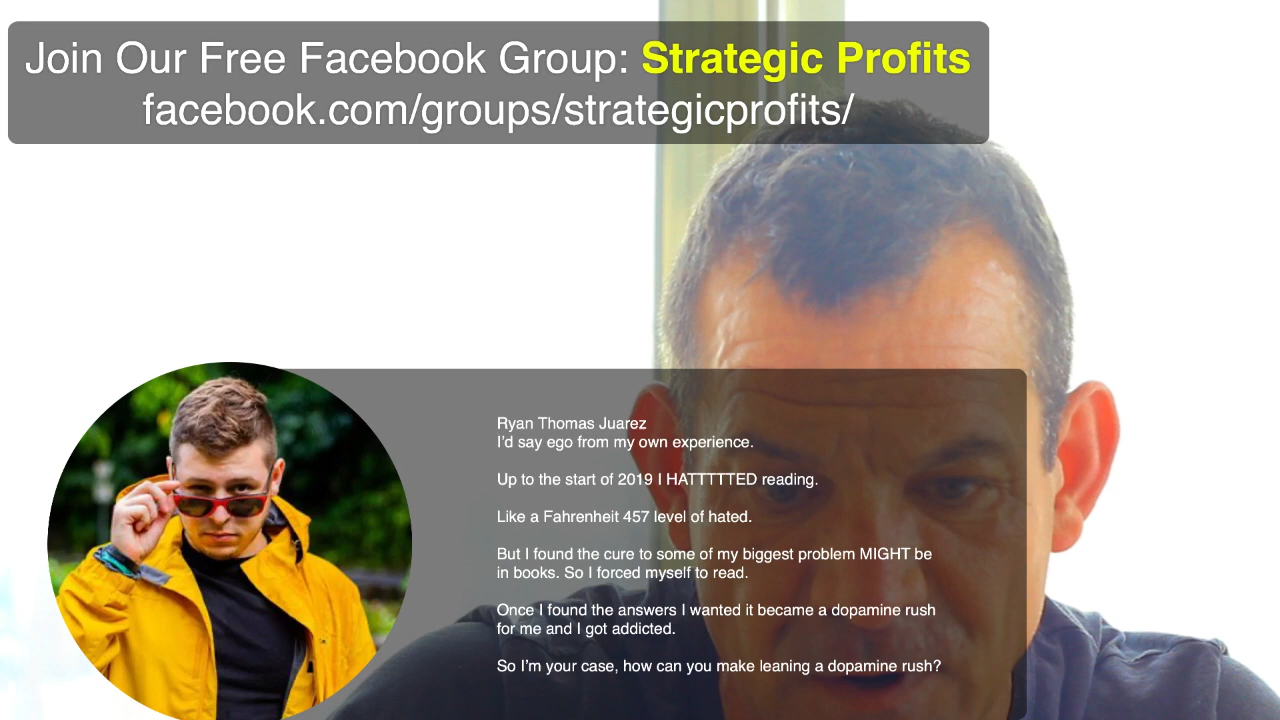 Join Our Free Facebook Group: Strategic Profits
facebook.com/groups/strategicprofits/
Ryan Thomas Juarez
I'd say ego from my own experience.
Up to the start of 2019 I HATTTTTED reading.
Like a Fahrenheit 457 level of hated.
But I found the cure to some of my biggest problem MIGHT be
in books. So I forced myself to read.
Once I found the answers I wanted it became a dopamine rush
for me and I got addicted.
So I'm your case, how can you make leaning a dopamine rush?